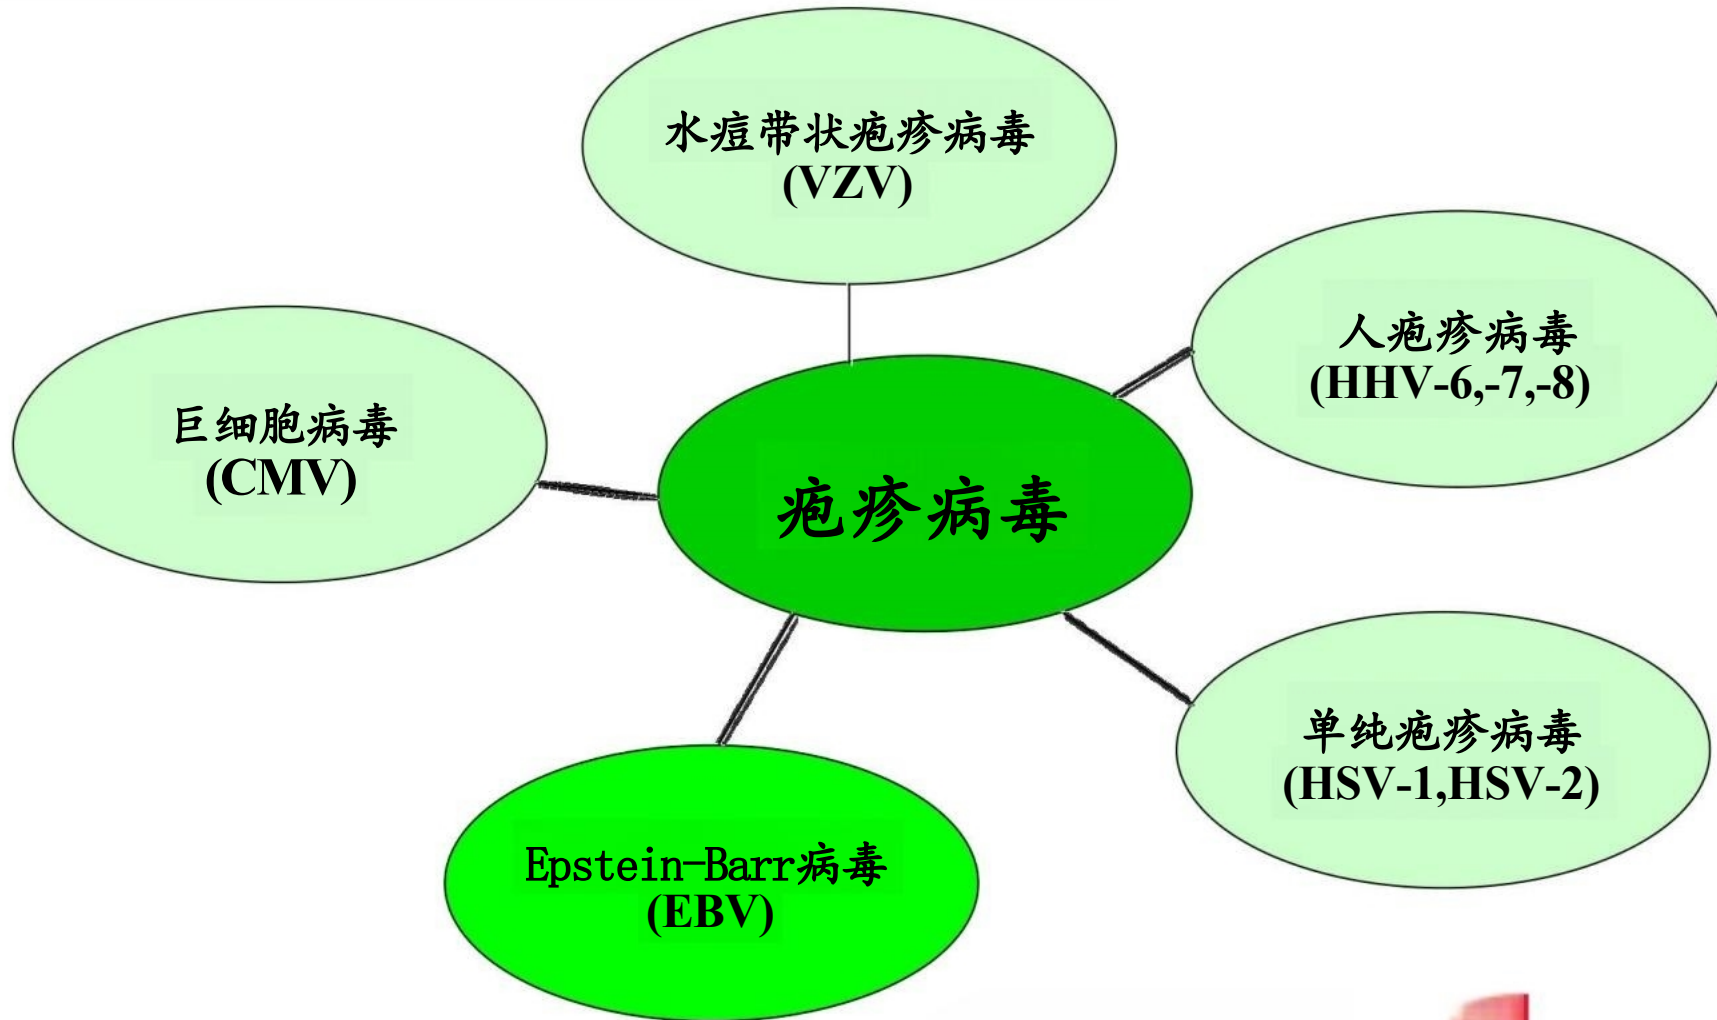 水痘带状疱疹病毒
(VZV)
人疱疹病毒
(HHV-6,-7,-8)
巨细胞病毒
(CMV)
疱疹病毒
单纯疱疹病毒
(HSV-1,HSV-2)
Epstein-Barr病毒
(EBV)